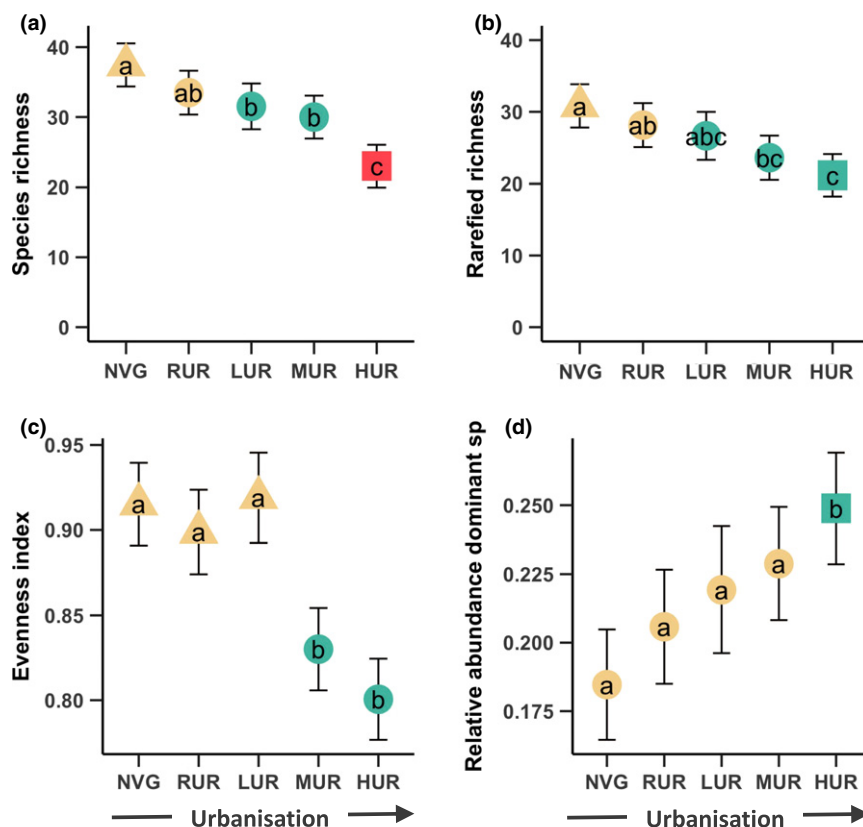 (a)
Species richness
40
30
20
10
0
a
ab
b
b
c
NVG RUR LUR MUR HUR
(b)
Rarefied richness
40
30
20
10
0
a
ab
abc
bc
c
NVG RUR LUR MUR HUR
(c)
Evenness index
0.95
0.90
0.85
0.80
a
a
a
b
b
NVG RUR LUR MUR HUR
Urbanisation
(d)
Relative abundance dominant sp
0.250
0.225
0.200
0.175
a
a
a
a
b
NVG RUR LUR MUR HUR
Urbanisation